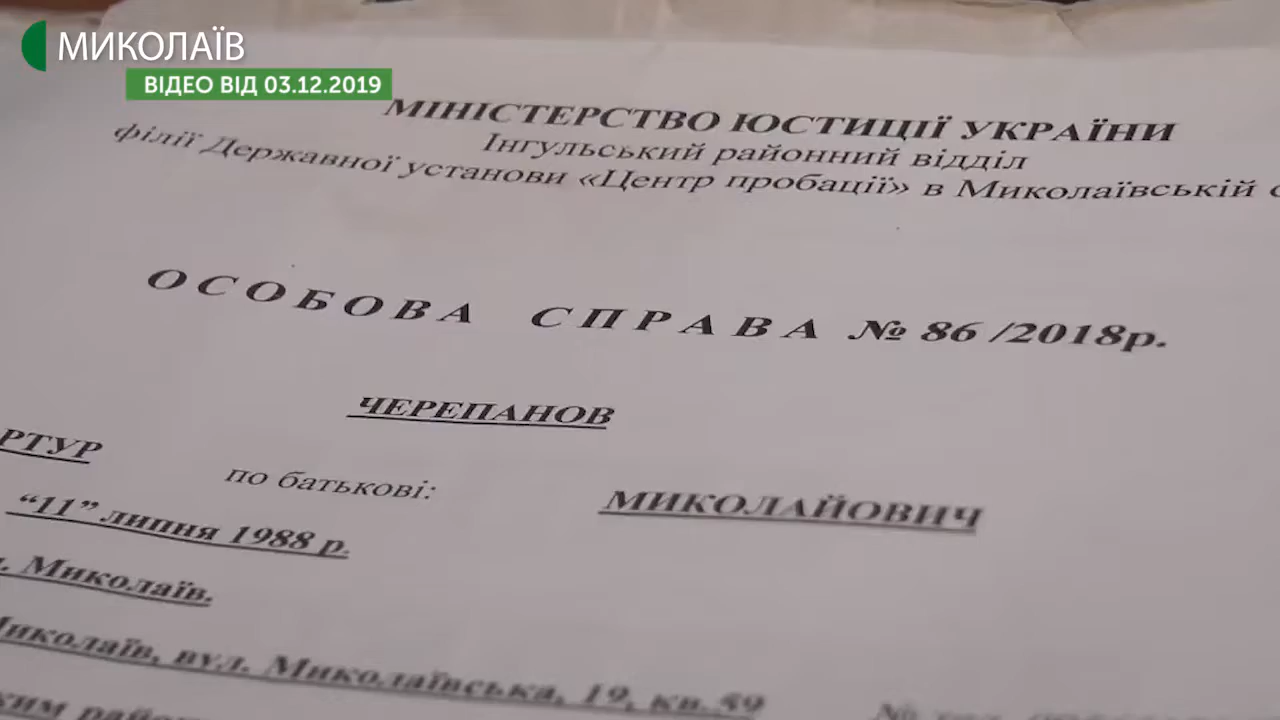 МИКОЛАЇВ
ВІДЕО ВІД 03.12.2019
МІНІСТЕРСТВО ЮСТИЦІЇ УКРАЇНИ
Інгульський районний відділ
філії Державної установи «Центр пробації» в Миколаївській
ОСОБОВА СПРАВА № 86 /2018р.
ЧЕРЕПАНОВ
РТУР по батькові: МИКОЛАЙОВИЧ
“11” липня 1988 р.
. Миколаїв.
Миколаїв, вул. Миколаївська, 19, кв. 59